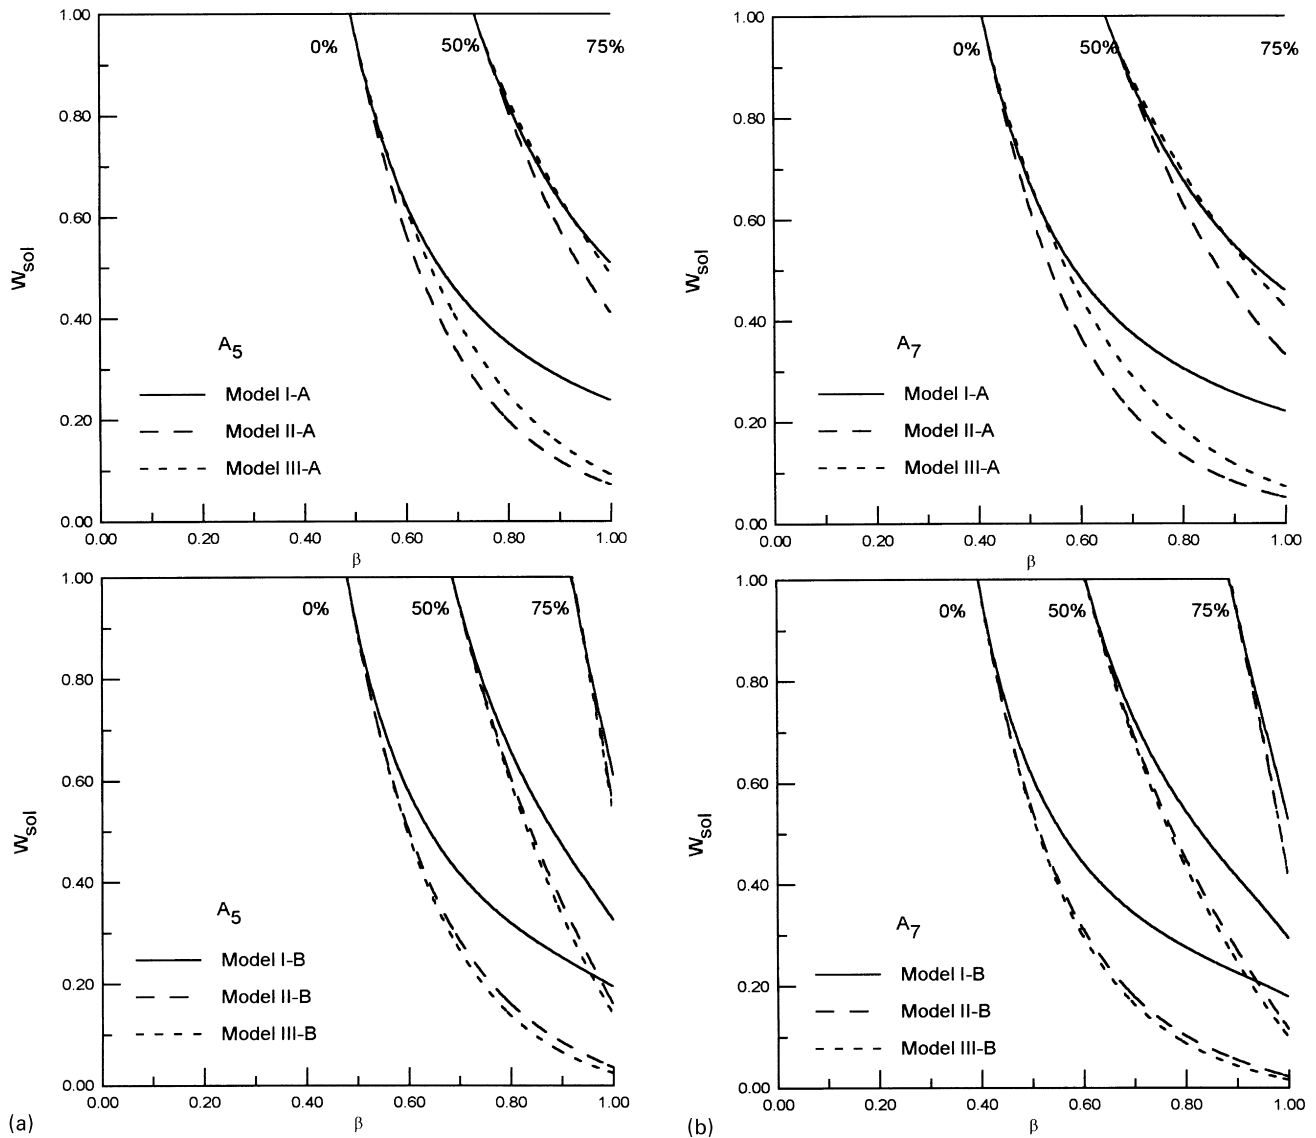 1.00
0.80
0.60
0.40
0.20
0.00
Wsol
0% 50% 75%
A5
Model I-A
Model II-A
Model III-A
0.00 0.20 0.40 0.60 0.80 1.00
β
1.00
0.80
0.60
0.40
0.20
0.00
Wsol
0% 50% 75%
A7
Model I-A
Model II-A
Model III-A
0.00 0.20 0.40 0.60 0.80 1.00
β
1.00
0.80
0.60
0.40
0.20
0.00
Wsol
0% 50% 75%
A5
Model I-B
Model II-B
Model III-B
0.00 0.20 0.40 0.60 0.80 1.00
β
(a)
1.00
0.80
0.60
0.40
0.20
0.00
Wsol
0% 50% 75%
A7
Model I-B
Model II-B
Model III-B
0.00 0.20 0.40 0.60 0.80 1.00
β
(b)